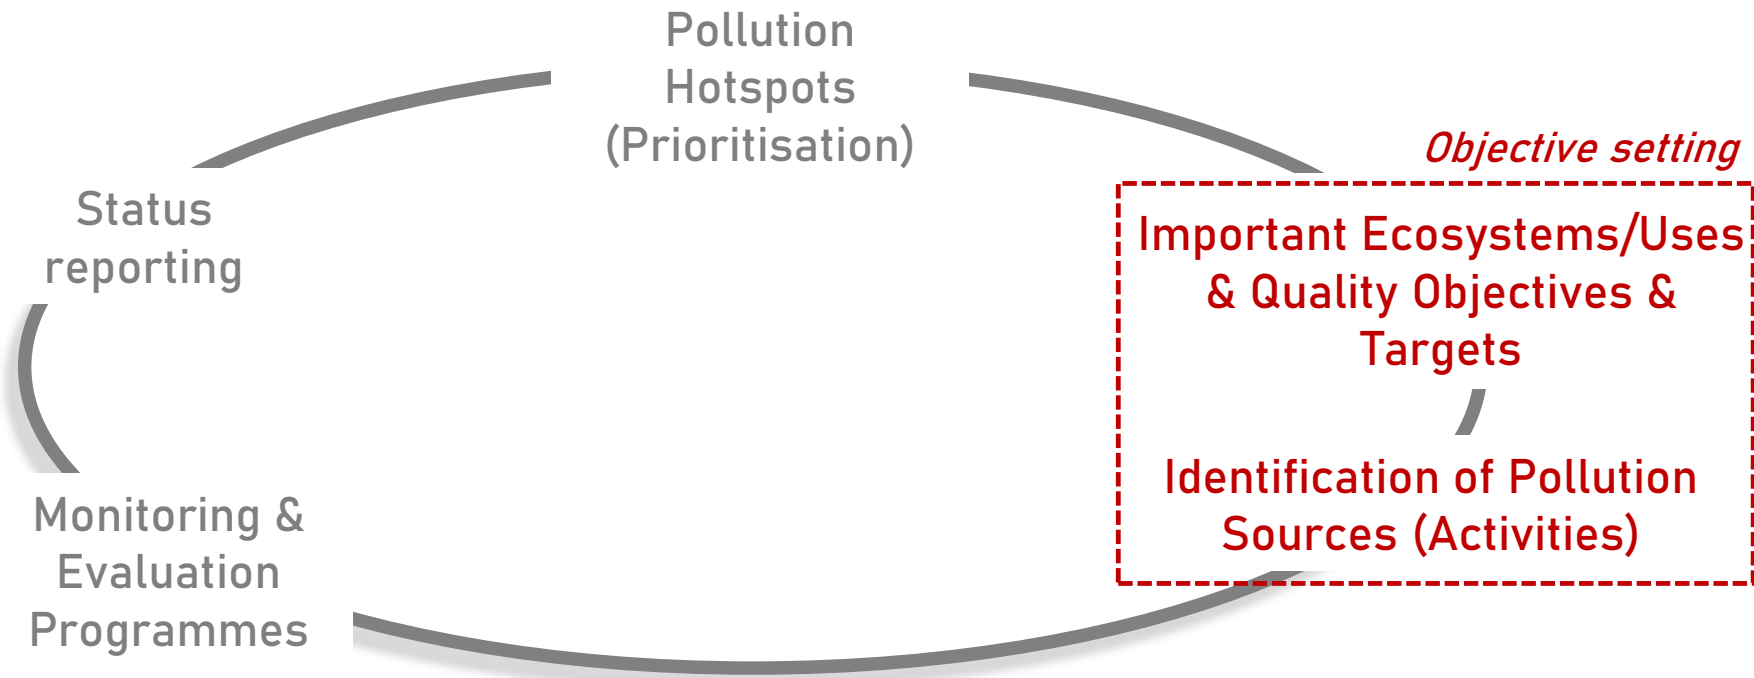 Pollution
Hotspots
(Prioritisation)
Objective setting
Important Ecosystems/Uses
& Quality Objectives &
Targets
Identification of Pollution
Sources (Activities)
Monitoring &
Evaluation
Programmes
Status
reporting